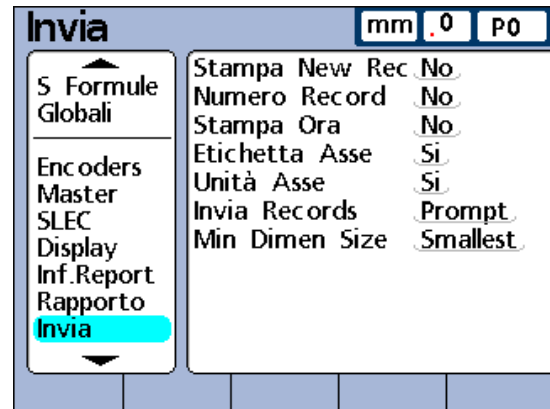 Invia
mm .0 P0
S Formule
Globali
Encoders
Master
SLEC
Display
Inf.Report
Rapporto
Invia
Stampa New Rec No
Numero Record No
Stampa Ora No
Etichetta Asse Si
Unità Asse Si
Invia Records Prompt
Min Dimen Size Smallest